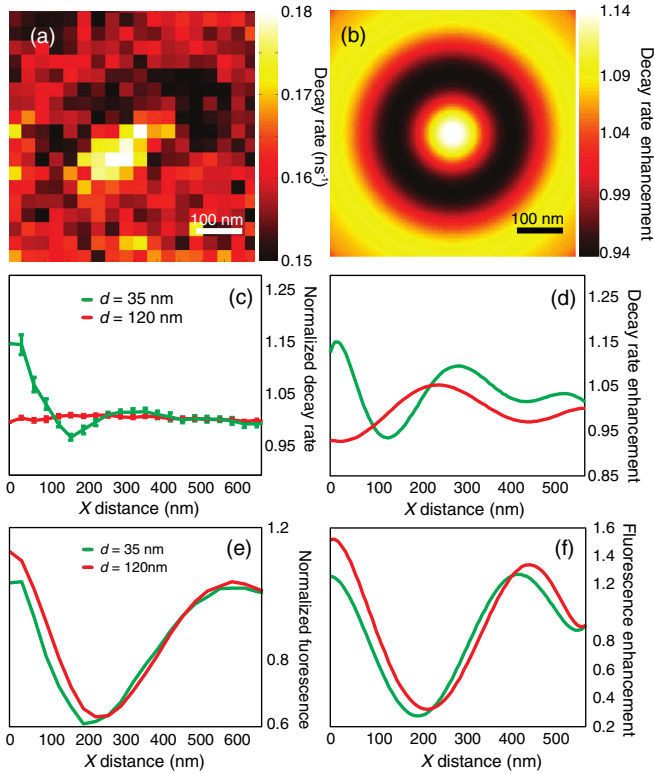 (a)
100 nm
0.18
0.17
0.16
0.15
Decay rate (ns-1)
(b)
100 nm
1.14
1.09
1.04
0.99
0.94
Decay rate enhancement
(c)
d = 35 nm
d = 120 nm
1.25
1.15
1.05
0.95
Normalized decay rate
0 100 200 300 400 500 600
X distance (nm)
(d)
1.25
1.15
1.05
0.95
0.85
Decay rate enhancement
0 100 200 300 400 500
X distance (nm)
(e)
d = 35 nm
d = 120nm
1.2
1.0
0.8
0.6
Normalized fluorescence
0 100 200 300 400 500 600
X distance (nm)
(f)
1.6
1.4
1.2
1.0
0.8
0.6
0.4
0.2
Fluorescence enhancement
0 100 200 300 400 500
X distance (nm)